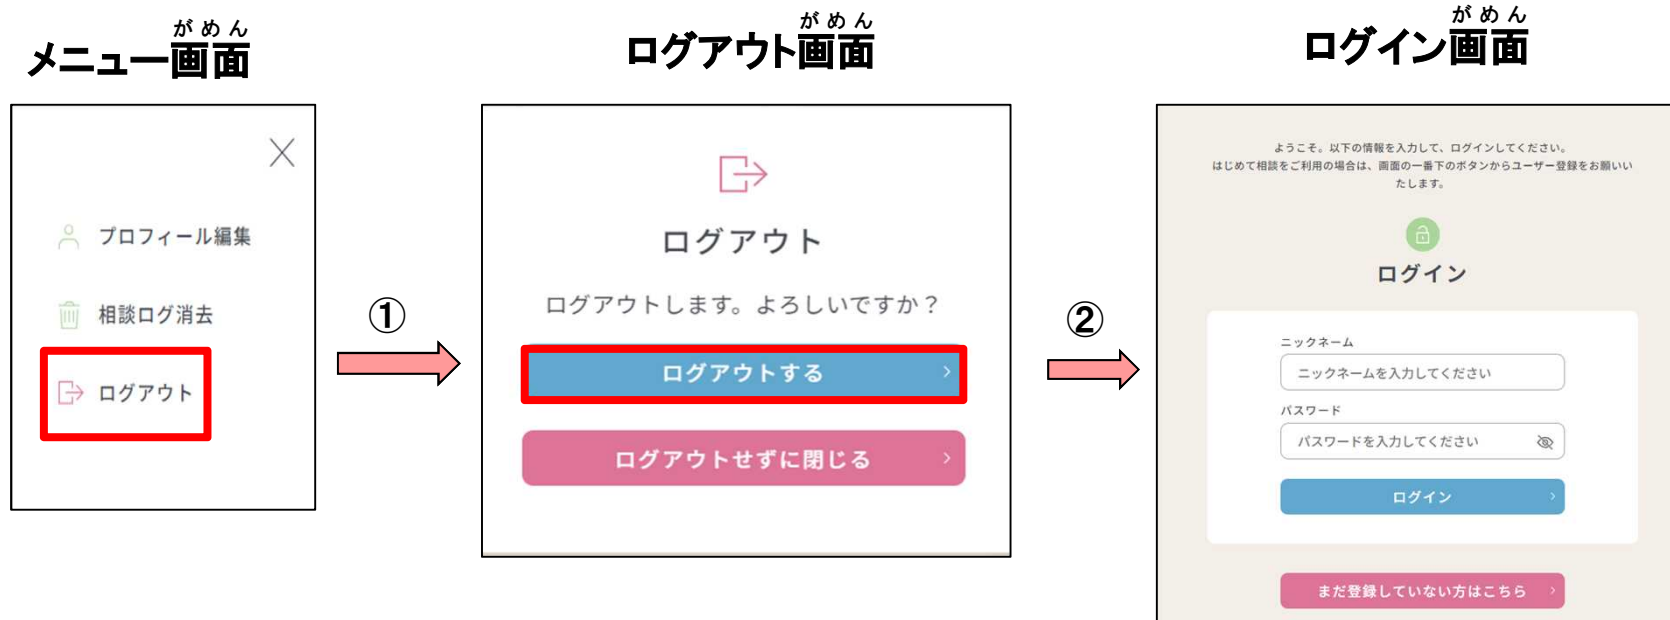 がめん
メニュー画面
プロフィール編集
相談ログ消去
ログアウト
①
がめん
ログアウト画面
ログアウト
ログアウトします。よろしいですか？
ログアウトする
ログアウトせずに閉じる
②
がめん
ログイン画面
ようこそ。以下の情報を入力して、ログインしてください。
はじめて相談をご利用の場合は、画面の一番下のボタンからユーザー登録をお願いい
たします。
ログイン
ニックネーム
ニックネームを入力してください
パスワード
パスワードを入力してください
ログイン
まだ登録していない方はこちら